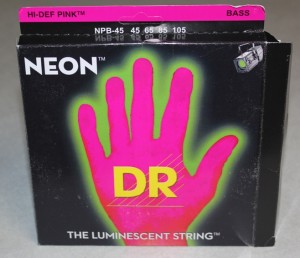 HI-DEF PINK™ BASS
NPB-45 45 65 85 105
NEON™
DR
THE LUMINESCENT STRING™